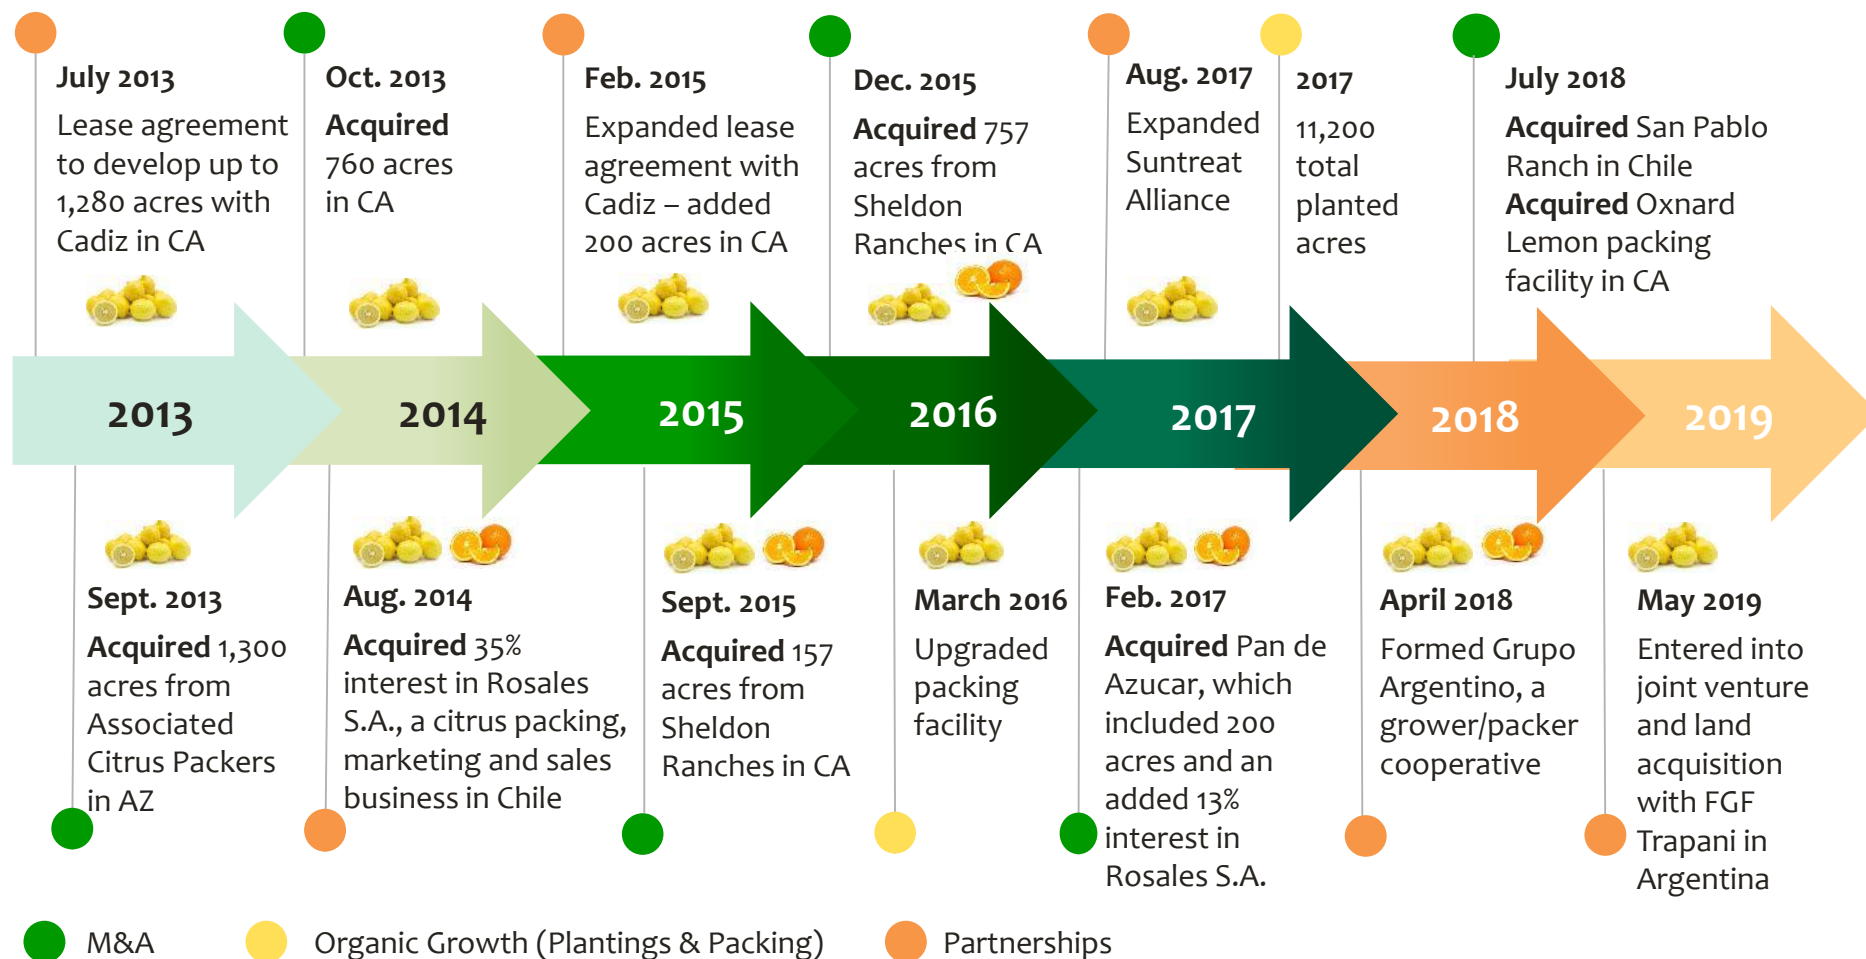 July 2013
Lease agreement
to develop up to
1,280 acres with
Cadiz in CA
Oct. 2013
Acquired
760 acres
in CA
Feb. 2015
Expanded lease
agreement with
Cadiz – added
200 acres in CA
Dec. 2015
Acquired 757
acres from
Sheldon
Ranches in CA
Aug. 2017
Expanded
Suntreat
Alliance
2017
11,200
total
planted
acres
July 2018
Acquired San Pablo
Ranch in Chile
Acquired Oxnard
Lemon packing
facility in CA
2013
2014
2015
2016
2017
2018
2019
Sept. 2013
Acquired 1,300
acres from
Associated
Citrus Packers
in AZ
Aug. 2014
Acquired 35%
interest in Rosales
S.A., a citrus packing,
marketing and sales
business in Chile
Sept. 2015
Acquired 157
acres from
Sheldon
Ranches in CA
March 2016
Upgraded
packing
facility
Feb. 2017
Acquired Pan de
Azucar, which
included 200
acres and an
added 13%
interest in
Rosales S.A.
April 2018
Formed Grupo
Argentino, a
grower/packer
cooperative
May 2019
Entered into
joint venture
and land
acquisition
with FGF
Trapani in
Argentina
M&A
Organic Growth (Plantings & Packing)
Partnerships